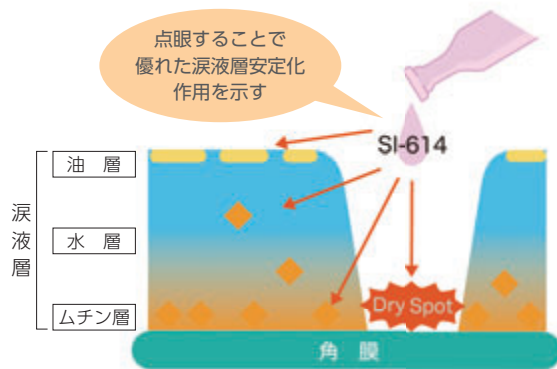 点眼することで
優れた涙液層安定化
作用を示す
SI-614
油 層
涙液層
水 層
ムチン層
Dry Spot
角 膜